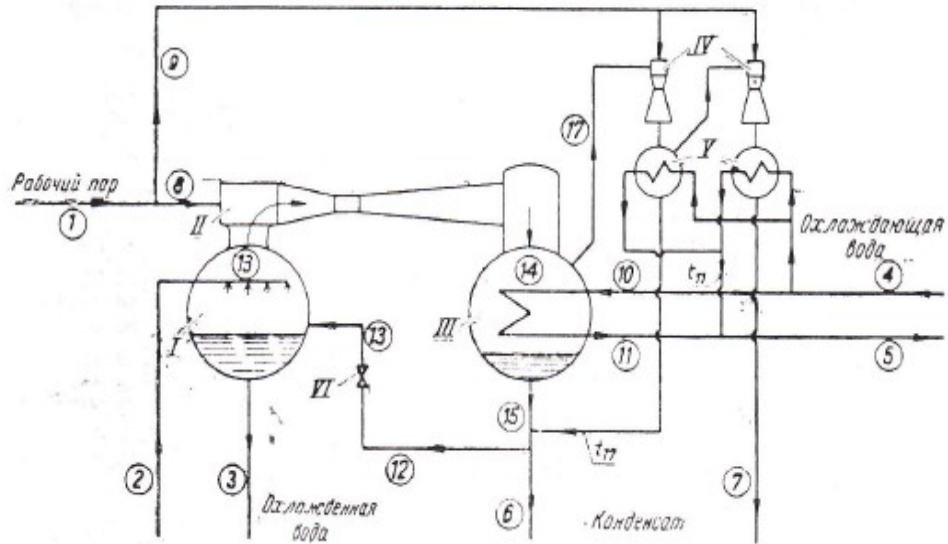 9
IV
17
V
Рабочий пар
1
8
II
13
Охлаждающая
вода
14
10
tп
4
I
III
13
11
5
VI
15
tп
12
2
3
6
7
Охлажденная
вода
Конденсат